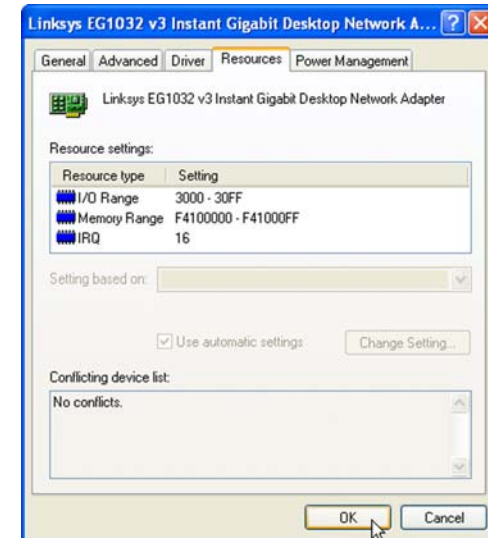 Linksys EG1032 v3 Instant Gigabit Desktop Network A...
General Advanced Driver Resources Power Management
Linksys EG1032 v3 Instant Gigabit Desktop Network Adapter
Resource settings:
Resource type Setting
I/O Range 3000 - 30FF
Memory Range F4100000 - F41000FF
IRQ 16
Setting based on:
Use automatic settings Change Setting...
Conflicting device list:
No conflicts.
OK Cancel